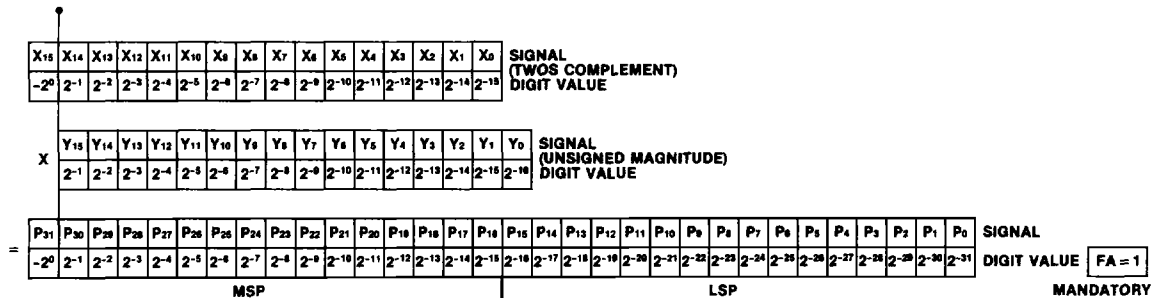 X₁₅ X₁₄ X₁₃ X₁₂ X₁₁ X₁₀ X₉ X₈ X₇ X₆ X₅ X₄ X₃ X₂ X₁ X₀ SIGNAL
(TWOS COMPLEMENT)
-2⁰ 2⁻¹ 2⁻² 2⁻³ 2⁻⁴ 2⁻⁵ 2⁻⁶ 2⁻⁷ 2⁻⁸ 2⁻⁹ 2⁻¹⁰ 2⁻¹¹ 2⁻¹² 2⁻¹³ 2⁻¹⁴ 2⁻¹⁵ DIGIT VALUE
X Y₁₅ Y₁₄ Y₁₃ Y₁₂ Y₁₁ Y₁₀ Y₉ Y₈ Y₇ Y₆ Y₅ Y₄ Y₃ Y₂ Y₁ Y₀ SIGNAL
(UNSIGNED MAGNITUDE)
2⁻¹ 2⁻² 2⁻³ 2⁻⁴ 2⁻⁵ 2⁻⁶ 2⁻⁷ 2⁻⁸ 2⁻⁹ 2⁻¹⁰ 2⁻¹¹ 2⁻¹² 2⁻¹³ 2⁻¹⁴ 2⁻¹⁵ 2⁻¹⁶ DIGIT VALUE
= P₃₁ P₃₀ P₂₉ P₂₈ P₂₇ P₂₆ P₂₅ P₂₄ P₂₃ P₂₂ P₂₁ P₂₀ P₁₉ P₁₈ P₁₇ P₁₆ P₁₅ P₁₄ P₁₃ P₁₂ P₁₁ P₁₀ P₉ P₈ P₇ P₆ P₅ P₄ P₃ P₂ P₁ P₀ SIGNAL
-2⁰ 2⁻¹ 2⁻² 2⁻³ 2⁻⁴ 2⁻⁵ 2⁻⁶ 2⁻⁷ 2⁻⁸ 2⁻⁹ 2⁻¹⁰ 2⁻¹¹ 2⁻¹² 2⁻¹³ 2⁻¹⁴ 2⁻¹⁵ 2⁻¹⁶ 2⁻¹⁷ 2⁻¹⁸ 2⁻¹⁹ 2⁻²⁰ 2⁻²¹ 2⁻²² 2⁻²³ 2⁻²⁴ 2⁻²⁵ 2⁻²⁶ 2⁻²⁷ 2⁻²⁸ 2⁻²⁹ 2⁻³⁰ 2⁻³¹ DIGIT VALUE FA = 1
MSP LSP MANDATORY